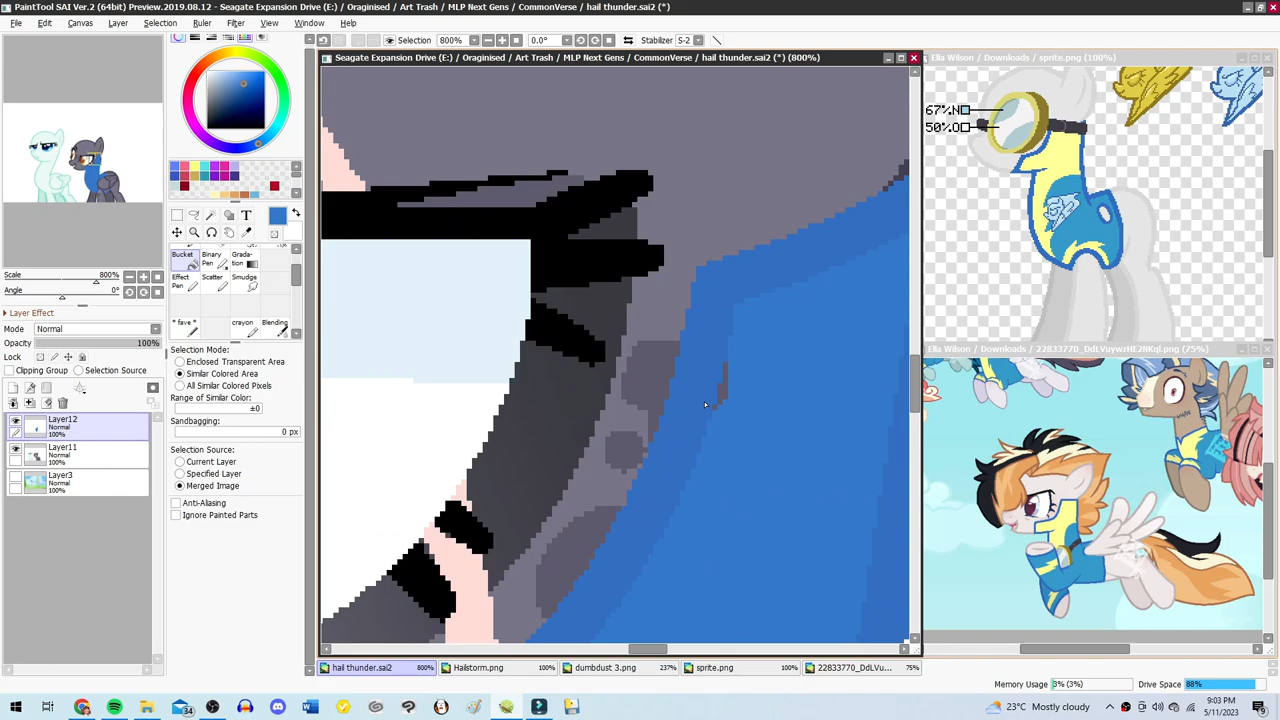 PaintTool SAI Ver.2 (64bit) Preview.2019.08.12 - Seagate Expansion Drive (E:) / Oraginised / Art Trash / MLP Next Gens / CommonVerse / hail thunder.sai2 (*)
File Edit Canvas Layer Selection Ruler Filter View Window Help
Selection 800% 0.0° Stabilizer S-2
Seagate Expansion Drive (E:) / Oraginised / Art Trash / MLP Next Gens / CommonVerse / hail thunder.sai2 (*) (800%)
Ella Wilson / Downloads / sprite.png (100%)
67%N
50%O
T
Bucket Binary Pen Gradation
Effect Pen Scatter Smudge
* fave * crayon Blending
Scale 800%
Angle 0°
Layer Effect
Mode Normal
Opacity 100%
Lock
Clipping Group Selection Source
Layer12
Normal
100%
Layer11
Normal
100%
Layer3
Normal
100%
Selection Mode:
Enclosed Transparent Area
Similar Colored Area
All Similar Colored Pixels
Range of Similar Color:
±0
Sandbagging:
0 px
Selection Source:
Current Layer
Specified Layer
Merged Image
Anti-Aliasing
Ignore Painted Parts
Ella Wilson / Downloads / 22833770_DdLVuywzHE2NKql.png (75%)
hail thunder.sai2 800% Hailstorm.png 100% dumbdust 3.png 237% sprite.png 100% 22833770_DdLVu... 75%
Memory Usage 3% (3%) Drive Space 88%
34
23°C Mostly cloudy
9:03 PM
5/11/2023
9